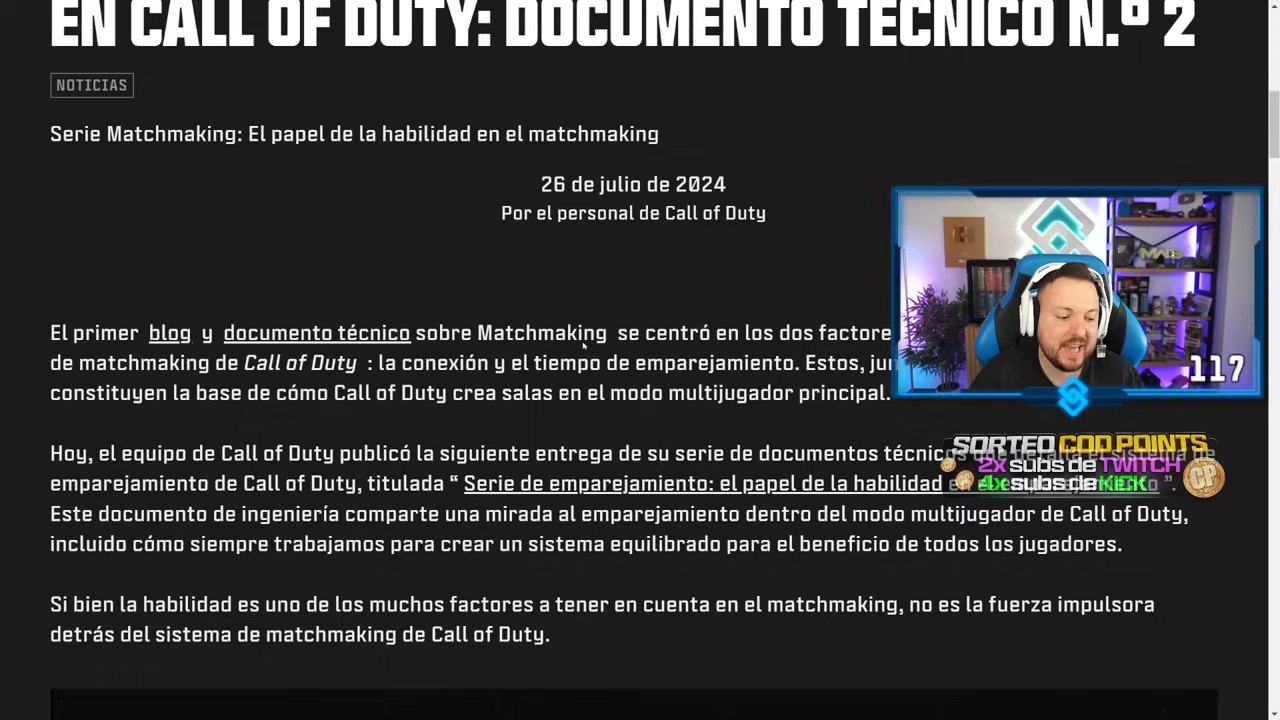 EN CALL OF DUTY: DOCUMENTO TÉCNICO N.º 2
NOTICIAS
Serie Matchmaking: El papel de la habilidad en el matchmaking
26 de julio de 2024
Por el personal de Call of Duty
El primer blog y documento técnico sobre Matchmaking se centró en los dos factore
de matchmaking de Call of Duty : la conexión y el tiempo de emparejamiento. Estos, jun
constituyen la base de cómo Call of Duty crea salas en el modo multijugador principal.
117
Hoy, el equipo de Call of Duty publicó la siguiente entrega de su serie de documentos técnicos
emparejamiento de Call of Duty, titulada “ Serie de emparejamiento: el papel de la habilidad
”.
Este documento de ingeniería comparte una mirada al emparejamiento dentro del modo multijugador de Call of Duty,
incluido cómo siempre trabajamos para crear un sistema equilibrado para el beneficio de todos los jugadores.
SORTEO COD POINTS
2x subs de TWITCH
4x subs de KICK
CP
Si bien la habilidad es uno de los muchos factores a tener en cuenta en el matchmaking, no es la fuerza impulsora
detrás del sistema de matchmaking de Call of Duty.